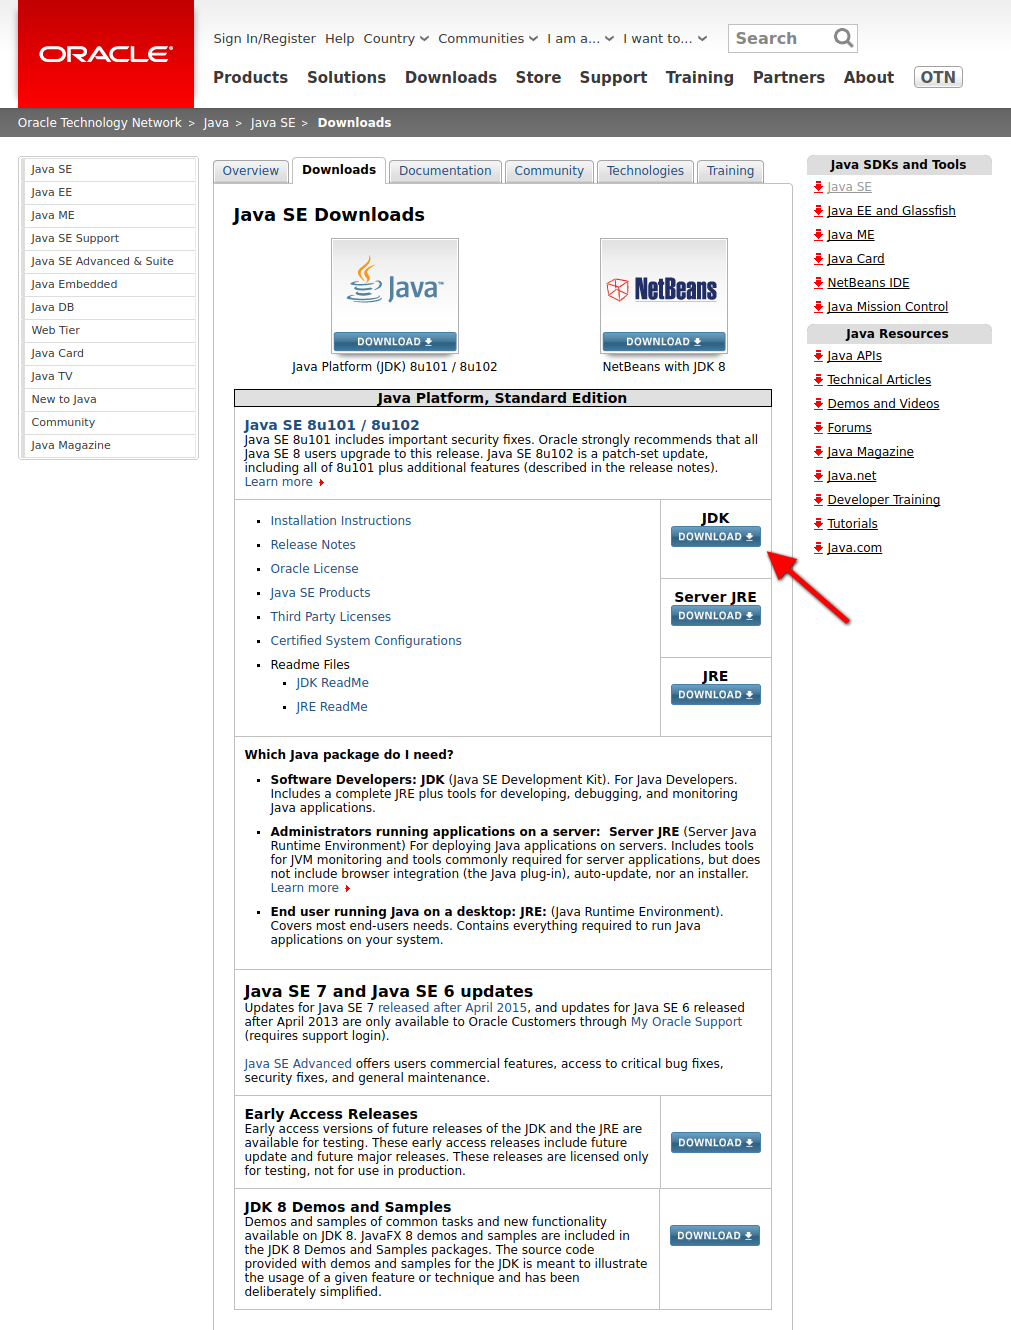 ORACLE
Sign In/Register Help Country Communities I am a... I want to... Search
Products Solutions Downloads Store Support Training Partners About OTN
Oracle Technology Network > Java > Java SE > Downloads
Java SE
Java EE
Java ME
Java SE Support
Java SE Advanced & Suite
Java Embedded
Java DB
Web Tier
Java Card
Java TV
New to Java
Community
Java Magazine
Overview Downloads Documentation Community Technologies Training
Java SE Downloads
Java™
DOWNLOAD
Java Platform (JDK) 8u101 / 8u102
NetBeans
DOWNLOAD
NetBeans with JDK 8
Java Platform, Standard Edition
Java SE 8u101 / 8u102
Java SE 8u101 includes important security fixes. Oracle strongly recommends that all
Java SE 8 users upgrade to this release. Java SE 8u102 is a patch-set update,
including all of 8u101 plus additional features (described in the release notes).
Learn more
Installation Instructions
Release Notes
Oracle License
Java SE Products
Third Party Licenses
Certified System Configurations
Readme Files
JDK ReadMe
JRE ReadMe
JDK
DOWNLOAD
Server JRE
DOWNLOAD
JRE
DOWNLOAD
Which Java package do I need?
Software Developers: JDK (Java SE Development Kit). For Java Developers.
Includes a complete JRE plus tools for developing, debugging, and monitoring
Java applications.
Administrators running applications on a server: Server JRE (Server Java
Runtime Environment) For deploying Java applications on servers. Includes tools
for JVM monitoring and tools commonly required for server applications, but does
not include browser integration (the Java plug-in), auto-update, nor an installer.
Learn more
End user running Java on a desktop: JRE: (Java Runtime Environment).
Covers most end-users needs. Contains everything required to run Java
applications on your system.
Java SE 7 and Java SE 6 updates
Updates for Java SE 7 released after April 2015, and updates for Java SE 6 released
after April 2013 are only available to Oracle Customers through My Oracle Support
(requires support login).
Java SE Advanced offers users commercial features, access to critical bug fixes,
security fixes, and general maintenance.
Early Access Releases
Early access versions of future releases of the JDK and the JRE are
available for testing. These early access releases include future
update and future major releases. These releases are licensed only
for testing, not for use in production.
DOWNLOAD
JDK 8 Demos and Samples
Demos and samples of common tasks and new functionality
available on JDK 8. JavaFX 8 demos and samples are included in
the JDK 8 Demos and Samples packages. The source code
provided with demos and samples for the JDK is meant to illustrate
the usage of a given feature or technique and has been
deliberately simplified.
DOWNLOAD
Java SDKs and Tools
Java SE
Java EE and Glassfish
Java ME
Java Card
NetBeans IDE
Java Mission Control
Java Resources
Java APIs
Technical Articles
Demos and Videos
Forums
Java Magazine
Java.net
Developer Training
Tutorials
Java.com